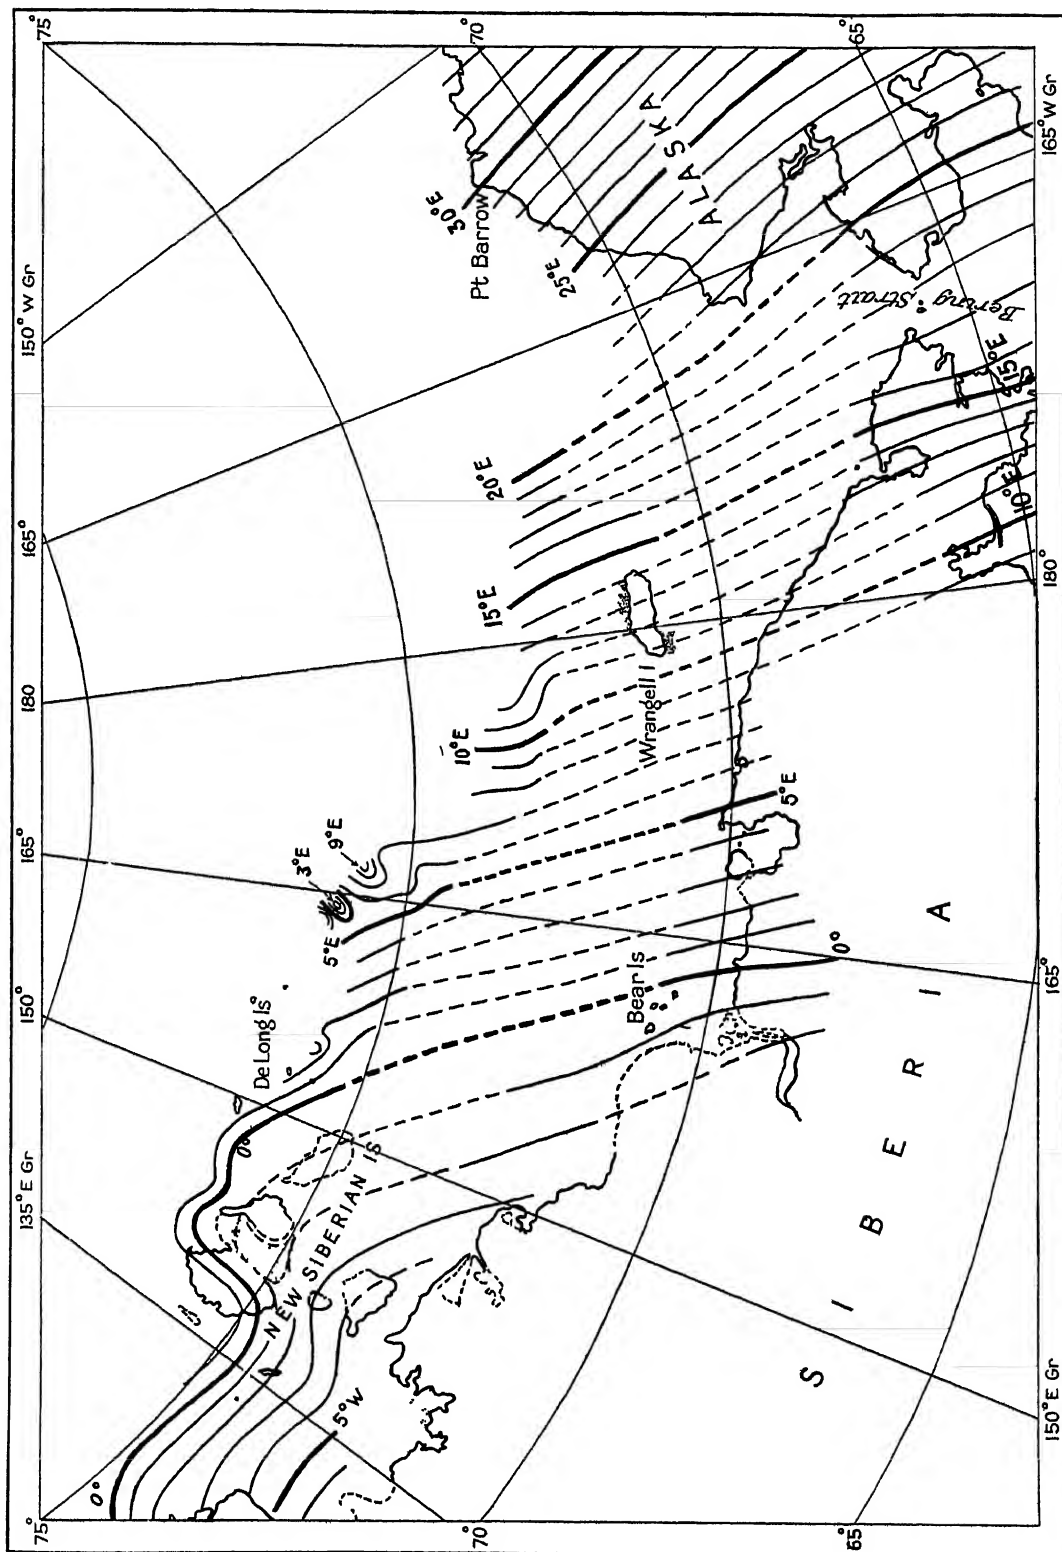 75°
150° W Gr
165°
180
165°
150°
135° E Gr
°
75
70°
65°
165° W Gr
180°
165°
150° E Gr
70
65
30°E
Pt Barrow
25°E
ALASKA
20°E
15°E
10°E
Wrangell I
Bering Strait
15°E
10°E
9°E
3°E
5°E
5°E
De Long Is
Bear Is
0°
0°
0°
NEW SIBERIAN IS
5°W
SIBERIA